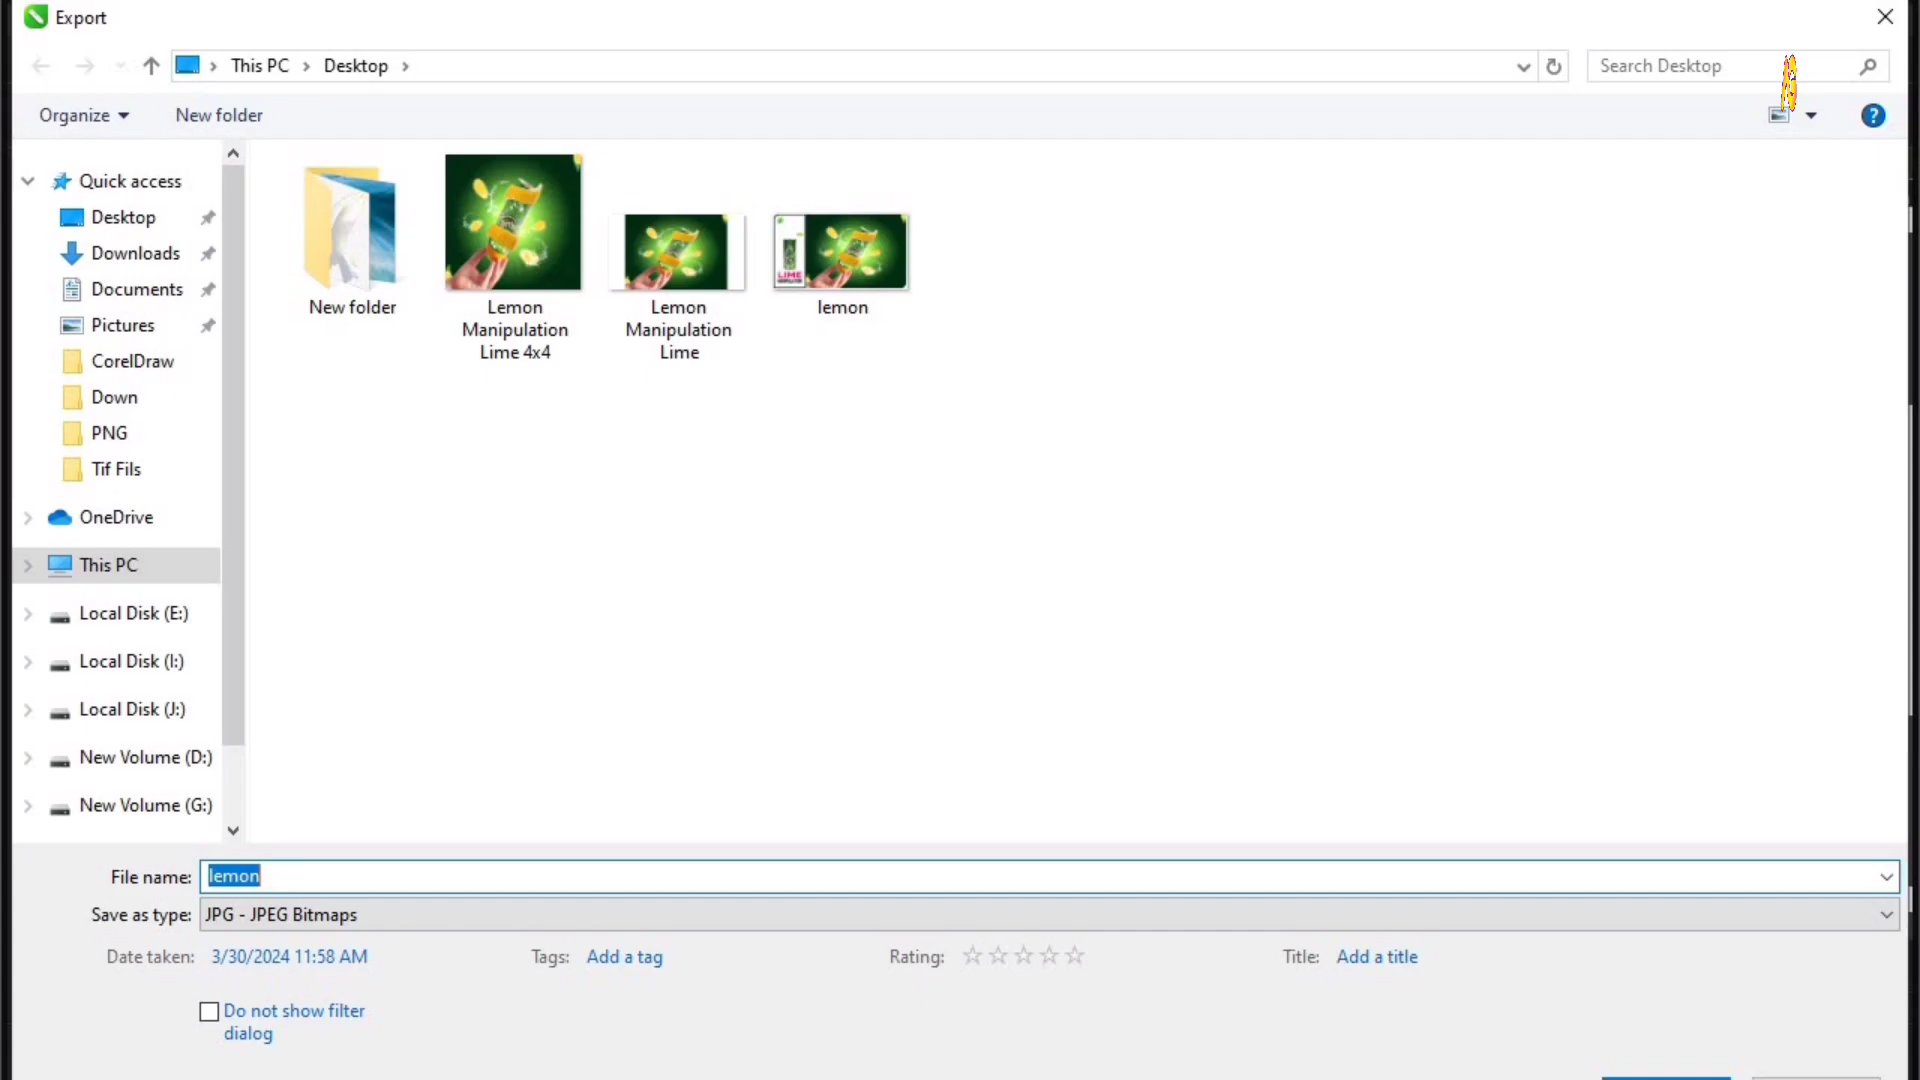 Export
This PC
Desktop
Search Desktop
Organize
New folder
?
Quick access
Desktop
Downloads
Documents
Pictures
CorelDraw
Down
PNG
Tif Fils
OneDrive
This PC
Local Disk (E:)
Local Disk (I:)
Local Disk (J:)
New Volume (D:)
New Volume (G:)
New folder
Lemon
Manipulation
Lime 4x4
Lemon
Manipulation
Lime
LIME
lemon
File name: lemon
Save as type: JPG - JPEG Bitmaps
Date taken: 3/30/2024 11:58 AM Tags: Add a tag Rating: Title: Add a title
Do not show filter
dialog